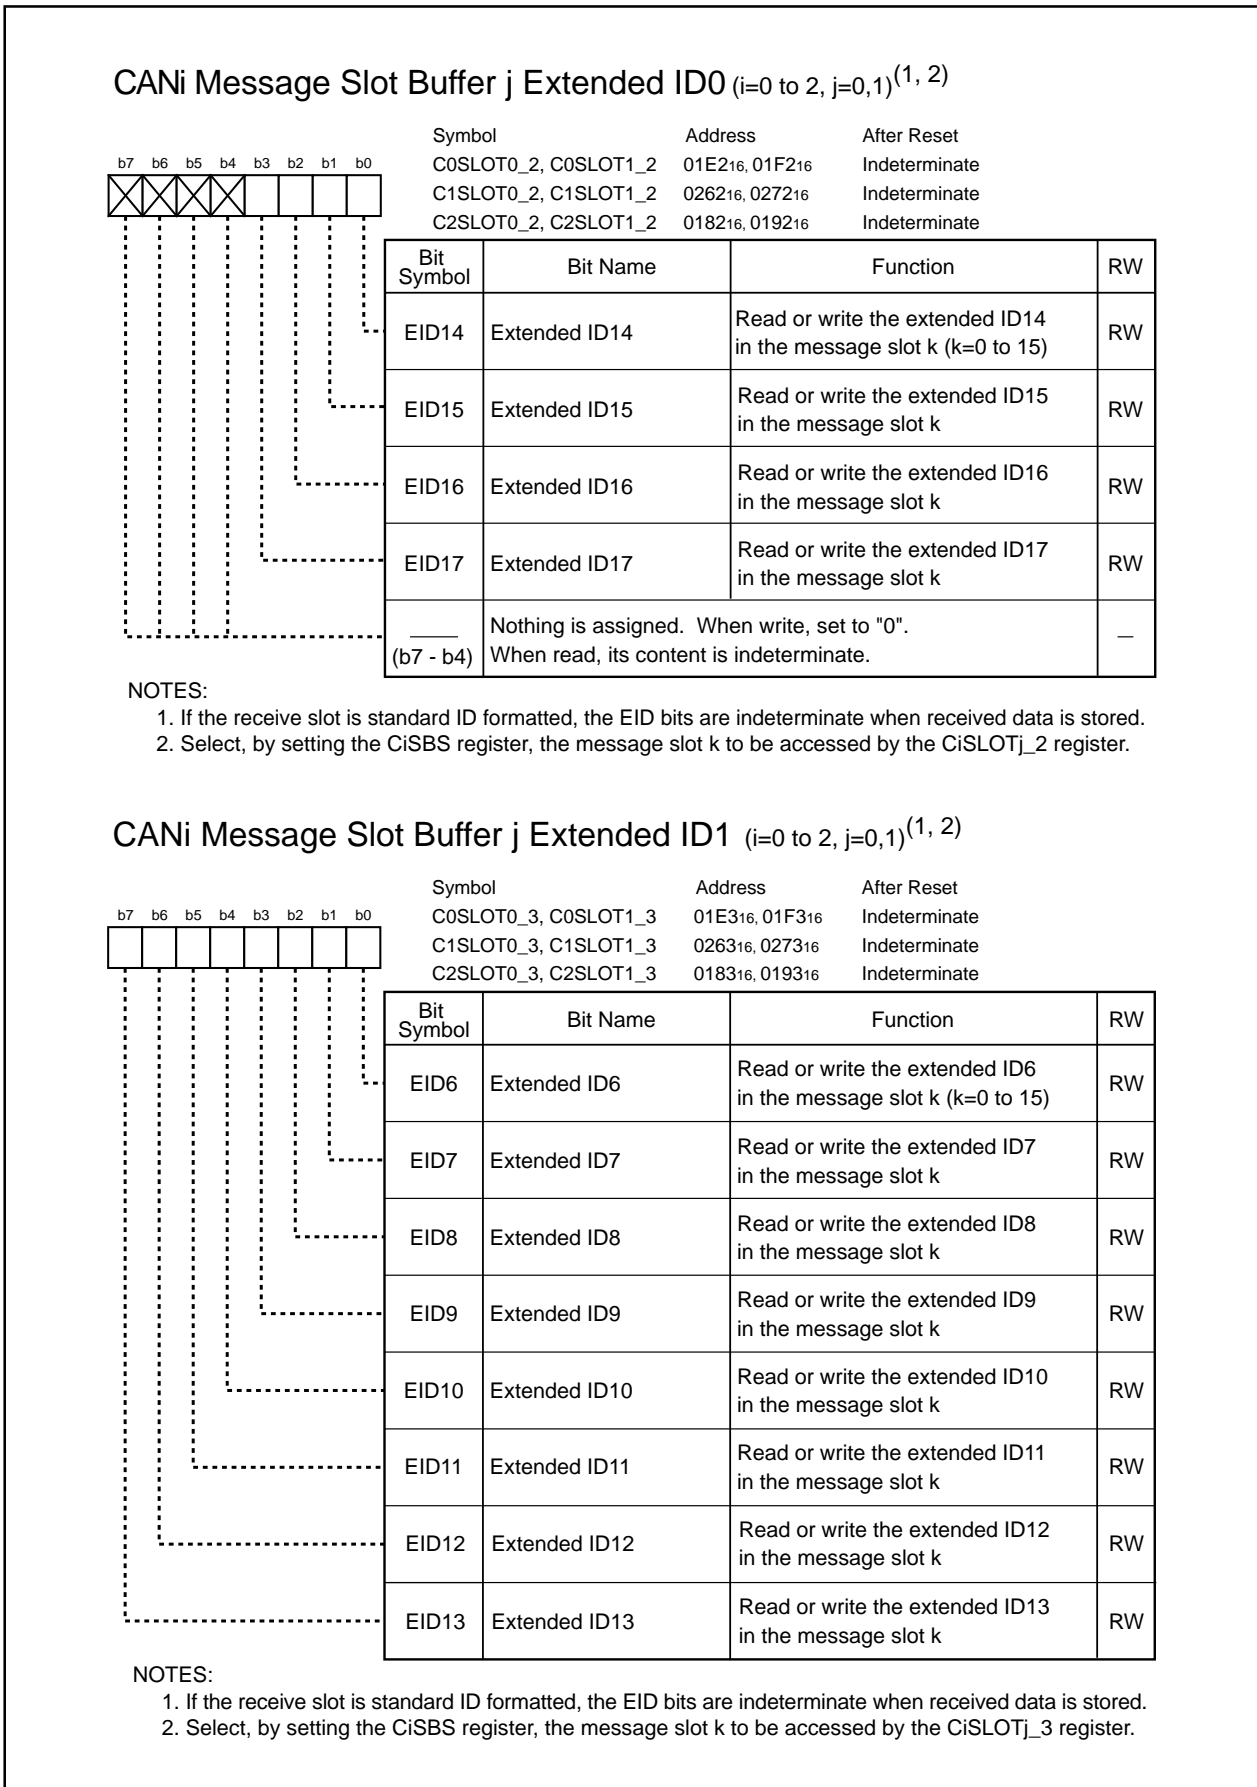 CANi Message Slot Buffer j Extended ID0 (i=0 to 2, j=0,1)(1, 2)
Symbol Address After Reset
b7 b6 b5 b4 b3 b2 b1 b0
C0SLOT0_2, C0SLOT1_2 01E216, 01F216 Indeterminate
C1SLOT0_2, C1SLOT1_2 026216, 027216 Indeterminate
C2SLOT0_2, C2SLOT1_2 018216, 019216 Indeterminate
Bit
Symbol
Bit Name Function RW
EID14 Extended ID14 Read or write the extended ID14
in the message slot k (k=0 to 15) RW
EID15 Extended ID15 Read or write the extended ID15
in the message slot k RW
EID16 Extended ID16 Read or write the extended ID16
in the message slot k RW
EID17 Extended ID17 Read or write the extended ID17
in the message slot k RW
(b7 - b4)
Nothing is assigned. When write, set to "0".
When read, its content is indeterminate. —
NOTES:
1. If the receive slot is standard ID formatted, the EID bits are indeterminate when received data is stored.
2. Select, by setting the CiSBS register, the message slot k to be accessed by the CiSLOTj_2 register.
CANi Message Slot Buffer j Extended ID1 (i=0 to 2, j=0,1)(1, 2)
Symbol Address After Reset
b7 b6 b5 b4 b3 b2 b1 b0
C0SLOT0_3, C0SLOT1_3 01E316, 01F316 Indeterminate
C1SLOT0_3, C1SLOT1_3 026316, 027316 Indeterminate
C2SLOT0_3, C2SLOT1_3 018316, 019316 Indeterminate
Bit
Symbol
Bit Name Function RW
EID6 Extended ID6 Read or write the extended ID6
in the message slot k (k=0 to 15) RW
EID7 Extended ID7 Read or write the extended ID7
in the message slot k RW
EID8 Extended ID8 Read or write the extended ID8
in the message slot k RW
EID9 Extended ID9 Read or write the extended ID9
in the message slot k RW
EID10 Extended ID10 Read or write the extended ID10
in the message slot k RW
EID11 Extended ID11 Read or write the extended ID11
in the message slot k RW
EID12 Extended ID12 Read or write the extended ID12
in the message slot k RW
EID13 Extended ID13 Read or write the extended ID13
in the message slot k RW
NOTES:
1. If the receive slot is standard ID formatted, the EID bits are indeterminate when received data is stored.
2. Select, by setting the CiSBS register, the message slot k to be accessed by the CiSLOTj_3 register.